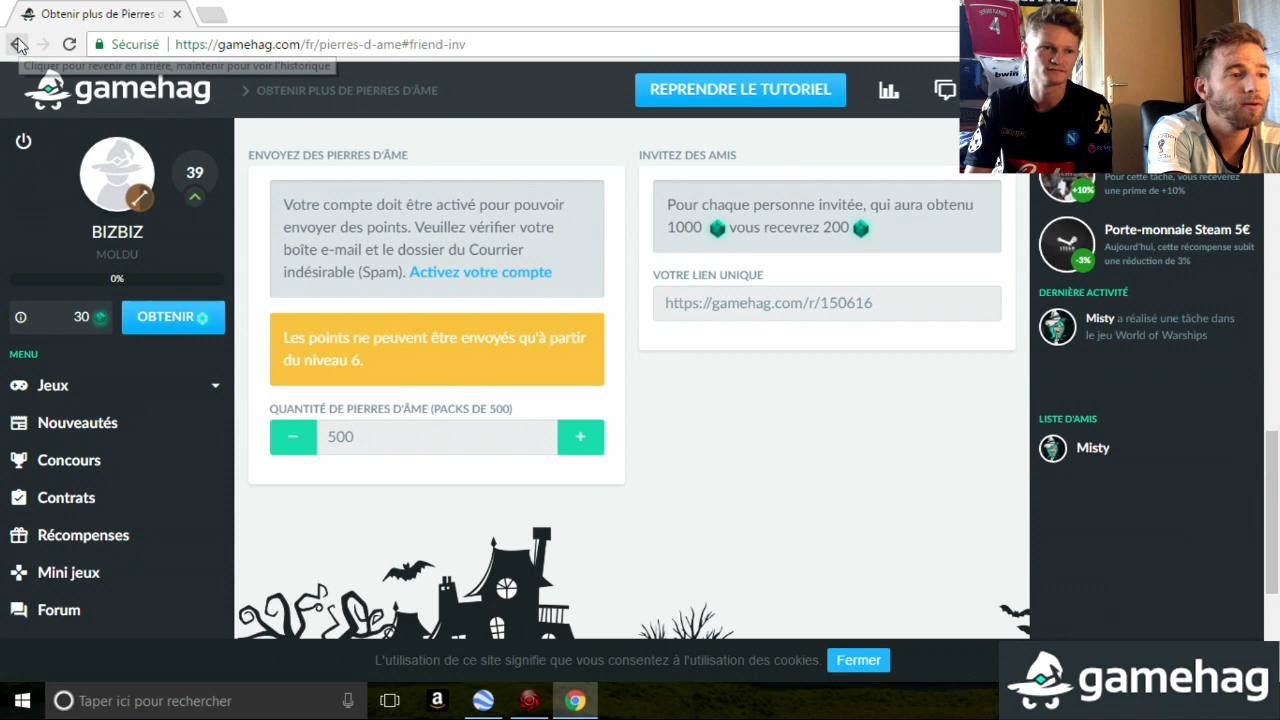 Obtenir plus de Pierres d
Sécurisé
https://gamehag.com/fr/pierres-d-ame#friend-inv
Cliquer pour revenir en arrière, maintenir pour voir l'historique
gamehag
OBTENIR PLUS DE PIERRES D'ÂME
REPRENDRE LE TUTORIEL
4
bwin
39
BIZBIZ
MOLDU
0%
30
OBTENIR
MENU
Jeux
Nouveautés
Concours
Contrats
Récompenses
Mini jeux
Forum
ENVOYEZ DES PIERRES D'ÂME
Votre compte doit être activé pour pouvoir
envoyer des points. Veuillez vérifier votre
boîte e-mail et le dossier du Courrier
indésirable (Spam). Activez votre compte
Les points ne peuvent être envoyés qu'à partir
du niveau 6.
QUANTITÉ DE PIERRES D'ÂME (PACKS DE 500)
− 500 +
INVITEZ DES AMIS
Pour chaque personne invitée, qui aura obtenu
1000 vous recevrez 200
VOTRE LIEN UNIQUE
https://gamehag.com/r/150616
Pour cette tâche, vous receverez
une prime de +10%
+10%
Porte-monnaie Steam 5€
Aujourd'hui, cette récompense subit
une réduction de 3%
STEAM
-3%
DERNIÈRE ACTIVITÉ
Misty a réalisé une tâche dans
le jeu World of Warships
LISTE D'AMIS
Misty
L'utilisation de ce site signifie que vous consentez à l'utilisation des cookies.
Fermer
Taper ici pour rechercher
gamehag